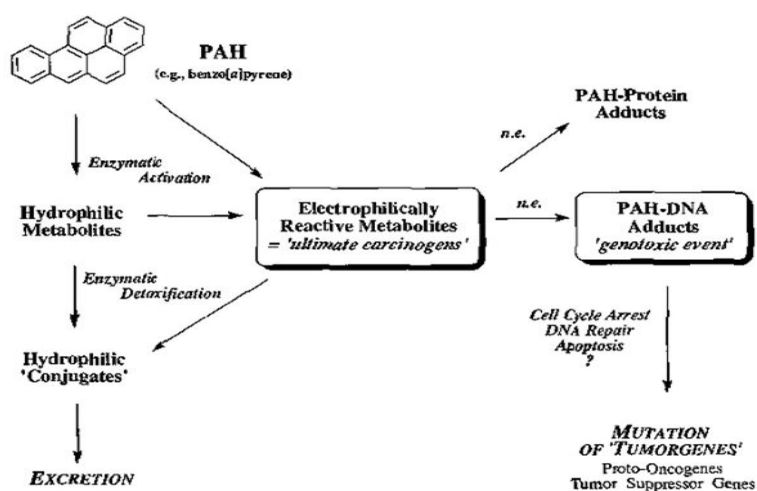 PAH
(e.g., benzo[a]pyrene)
Enzymatic
Activation
Hydrophilic
Metabolites
Enzymatic
Detoxification
Hydrophilic
'Conjugates'
EXCRETION
Electrophilically
Reactive Metabolites
= 'ultimate carcinogens'
n.e.
PAH-Protein
Adducts
n.e.
PAH-DNA
Adducts
'genotoxic event'
Cell Cycle Arrest
DNA Repair
Apoptosis
?
MUTATION
OF 'TUMORGENES'
Proto-Oncogenes
Tumor Suppressor Genes